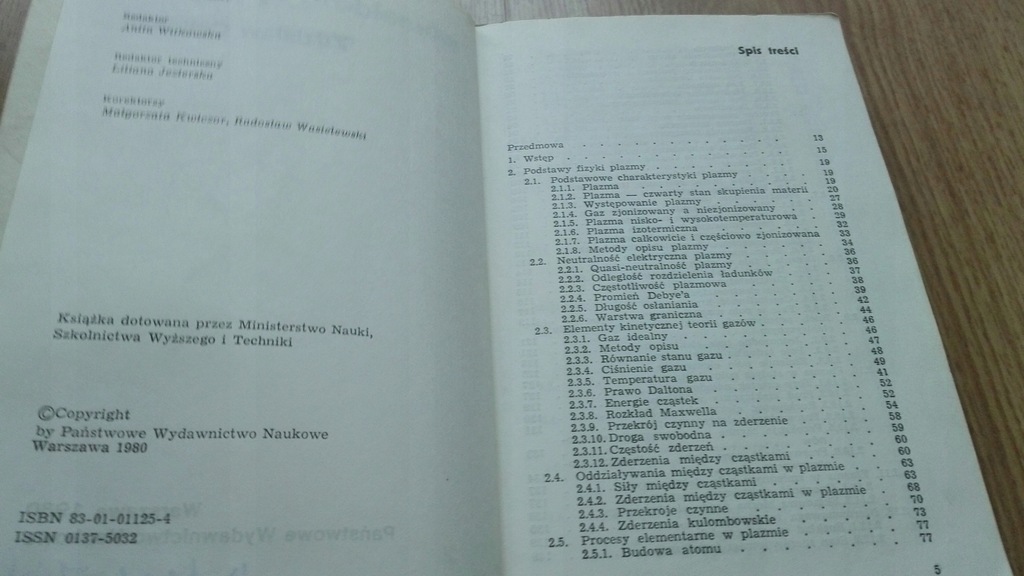 Redaktor
Anna Witkowska
Redaktor techniczny
Liliana Jesterska
Korektorzy
Małgorzata Kudesor, Radosław Wasielewski
Książka dotowana przez Ministerstwo Nauki,
Szkolnictwa Wyższego i Techniki
©Copyright
by Państwowe Wydawnictwo Naukowe
Warszawa 1980
ISBN 83-01-01125-4
ISSN 0137-5032
Spis treści
Przedmowa 13
1. Wstęp 15
2. Podstawy fizyki plazmy 19
2.1. Podstawowe charakterystyki plazmy 19
2.1.1. Plazma 19
2.1.2. Plazma — czwarty stan skupienia materii 20
2.1.3. Występowanie plazmy 27
2.1.4. Gaz zjonizowany a niezjonizowany 28
2.1.5. Plazma nisko- i wysokotemperaturowa 29
2.1.6. Plazma izotermiczna 32
2.1.7. Plazma całkowicie i częściowo zjonizowana 33
2.1.8. Metody opisu plazmy 34
2.2. Neutralność elektryczna plazmy 36
2.2.1. Quasi-neutralność plazmy 36
2.2.2. Odległość rozdzielenia ładunków 37
2.2.3. Częstotliwość plazmowa 38
2.2.4. Promień Debye'a 39
2.2.5. Długość osłaniania 42
2.2.6. Warstwa graniczna 44
2.3. Elementy kinetycznej teorii gazów 46
2.3.1. Gaz idealny 46
2.3.2. Metody opisu 47
2.3.3. Równanie stanu gazu 48
2.3.4. Ciśnienie gazu 49
2.3.5. Temperatura gazu 41
2.3.6. Prawo Daltona 52
2.3.7. Energie cząstek 52
2.3.8. Rozkład Maxwella 54
2.3.9. Przekrój czynny na zderzenie 58
2.3.10. Droga swobodna 59
2.3.11. Częstość zderzeń 60
2.3.12. Zderzenia między cząstkami 60
2.4. Oddziaływania między cząstkami w plazmie 63
2.4.1. Siły między cząstkami 63
2.4.2. Zderzenia między cząstkami w plazmie 68
2.4.3. Przekroje czynne 70
2.4.4. Zderzenia kulombowskie 73
2.5. Procesy elementarne w plazmie 77
2.5.1. Budowa atomu 77
5